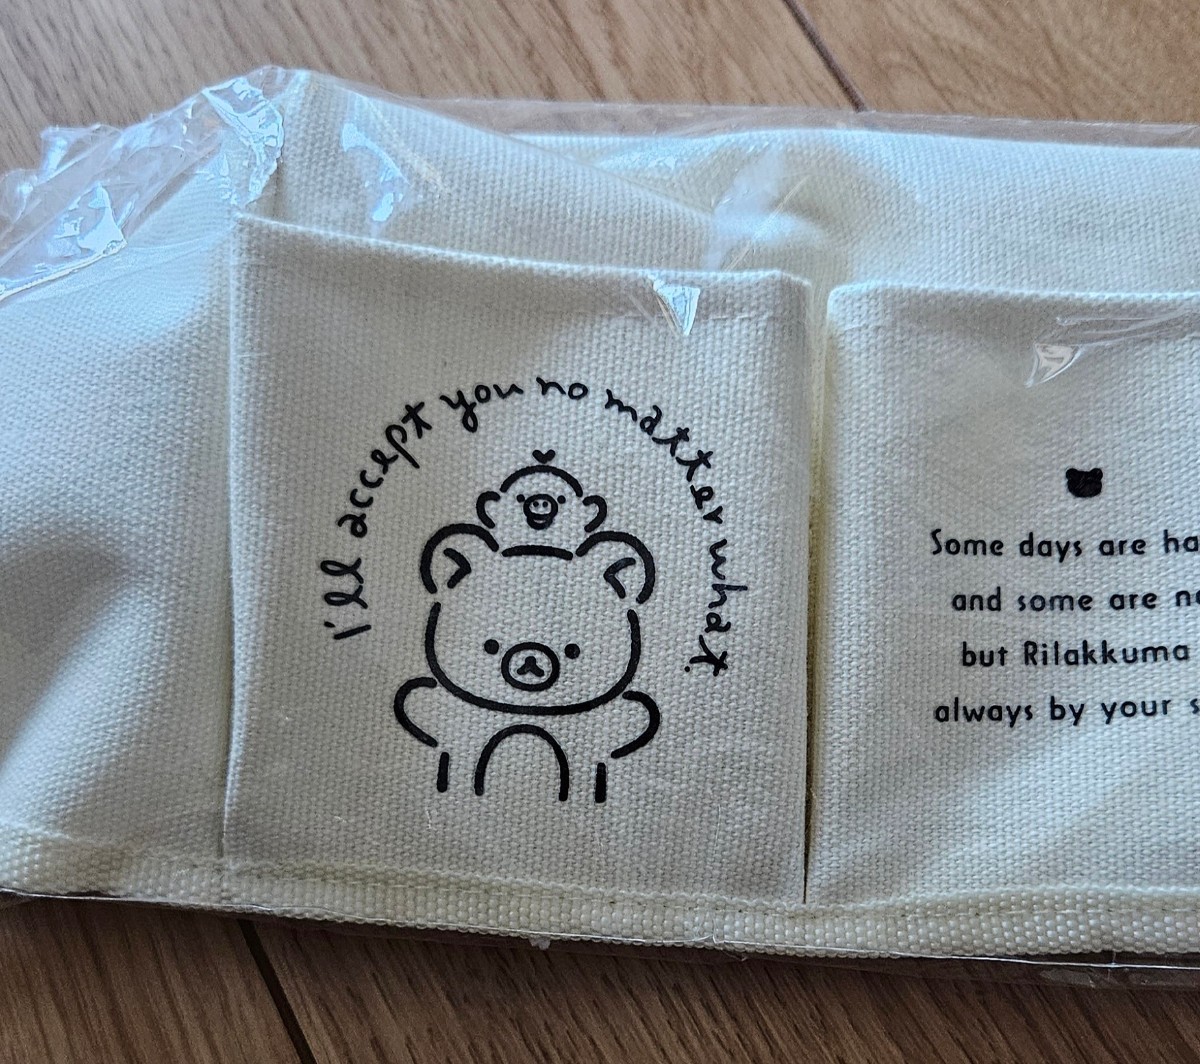 i'll accept you no matter what.
Some days are
and some are
but Rilakkuma
always by your